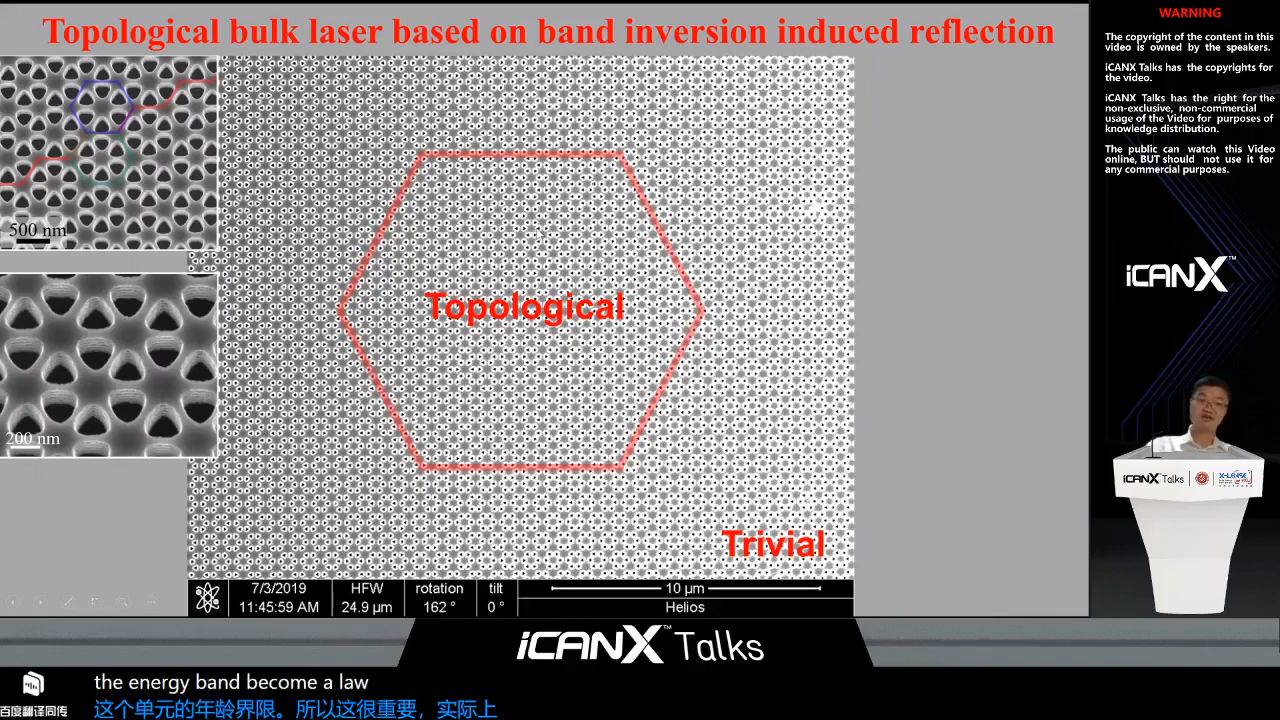 Topological bulk laser based on band inversion induced reflection
500 nm
200 nm
Topological
Trivial
7/3/2019
11:45:59 AM
HFW
24.9 µm
rotation
162 °
tilt
0 °
10 µm
Helios
WARNING
The copyright of the content in this
video is owned by the speakers.
iCANX Talks has the copyrights for
the video.
iCANX Talks has the right for the
non-exclusive, non-commercial
usage of the Video for purposes of
knowledge distribution.
The public can watch this Video
online, BUT should not use it for
any commercial purposes.
iCANX™
iCANX Talks
X-LENSE
iCANX™ Talks
the energy band become a law
这个单元的年龄界限。所以这很重要，实际上
百度翻译同传